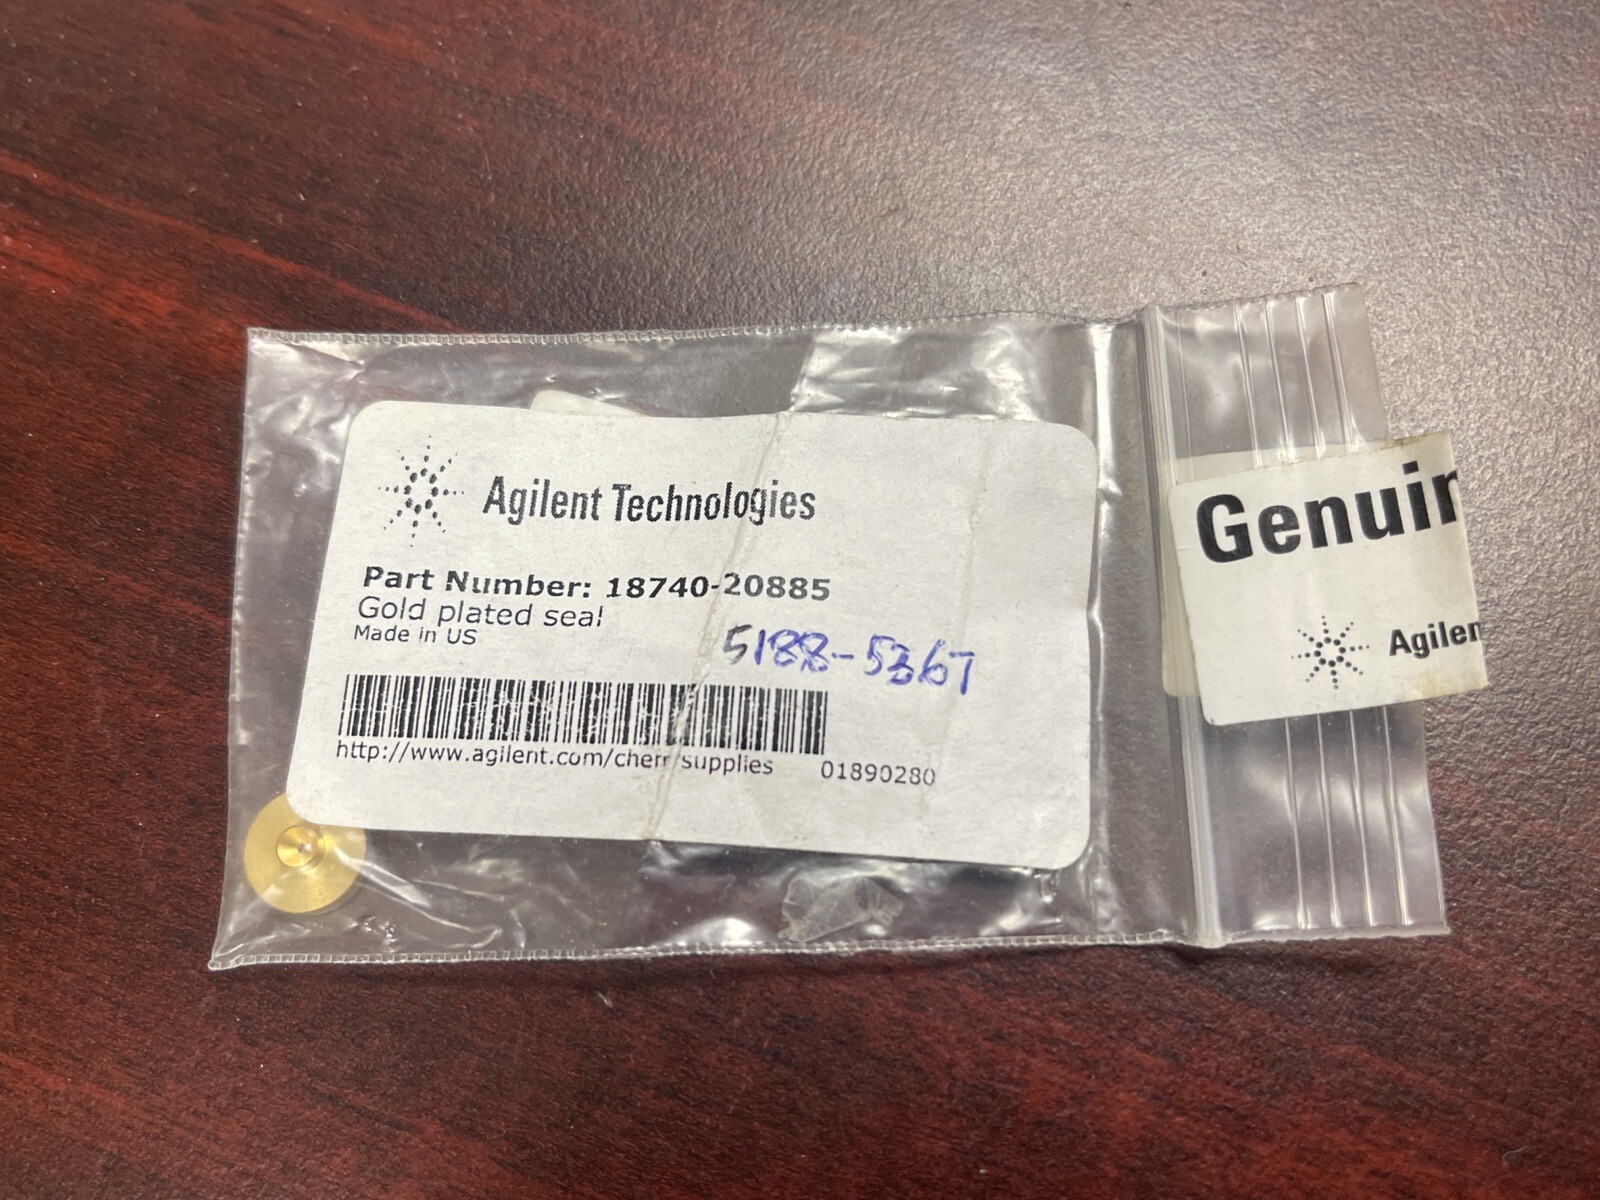 Agilent Technologies
Part Number: 18740-20885
Gold plated seal
Made in US
5188-5367
http://www.agilent.com/chem/supplies 01890280
Genuin
Agilen